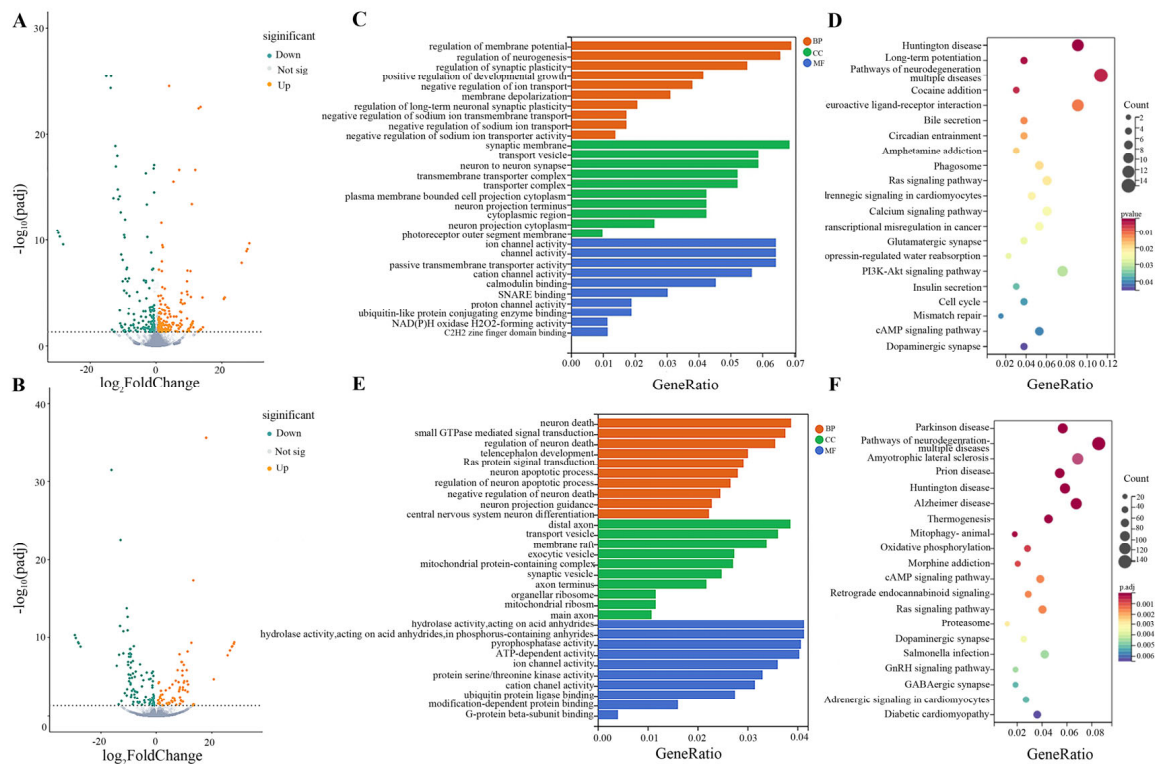 A
siginificant
Down
Not sig
Up
30
20
10
0
-log10(padj)
-20
0
20
log2FoldChange
C
regulation of membrane potential
regulation of neurogenesis
regulation of synaptic plasticity
positive regulation of developmental growth
negative regulation of ion transport
membrane depolarization
regulation of long-term neuronal synaptic plasticity
negative regulation of sodium ion transmembrane transport
negative regulation of sodium ion transport
negative regulation of sodium ion transporter activity
synaptic membrane
transport vesicle
neuron to neuron synapse
transmembrane transporter complex
transporter complex
plasma membrane bounded cell projection cytoplasm
neuron projection terminus
cytoplasmic region
neuron projection cytoplasm
photoreceptor outer segment membrane
ion channel activity
channel activity
passive transmembrane transporter activity
cation channel activity
calmodulin binding
SNARE binding
proton channel activity
ubiquitin-like protein conjugating enzyme binding
NAD(P)H oxidase H2O2-forming activity
C2H2 zine finger domain binding
0.00 0.01 0.02 0.03 0.04 0.05 0.06 0.07
GeneRatio
BP
CC
MF
D
Huntington disease
Long-term potentiation
Pathways of neurodegeneration
multiple diseases
Cocaine addition
euroactive ligand-receptor interaction
Bile secretion
Circadian entrainment
Amphetamine addiction
Phagosome
Ras signaling pathway
lrennegic signaling in cardiomyocytes
Calcium signaling pathway
ranscriptional misregulation in cancer
Glutamatergic synapse
opressin-regulated water reabsorption
PI3K-Akt signaling pathway
Insulin secretion
Cell cycle
Mismatch repair
cAMP signaling pathway
Dopaminergic synapse
0.02 0.04 0.06 0.08 0.10 0.12
GeneRatio
Count
2
4
6
8
10
12
14
pvalue
0.01
0.02
0.03
0.04
B
siginificant
Down
Not sig
Up
40
30
20
10
0
-log10(padj)
-20
0
20
log2FoldChange
E
neuron death
small GTPase mediated signal transduction
regulation of neuron death
telencephalon development
Ras protein siginal transduction
neuron apoptotic process
regulation of neuron apoptotic process
negative regulation of neuron death
neuron projection guidance
central nervous system neuron differentiation
distal axon
transport vesicle
membrane raft
exocytic vesicle
mitochondrial protein-containing complex
synaptic vesicle
axon terminus
organellar ribosome
mitochondrial ribosm
main axon
hydrolase activity,acting on acid anhydrides
hydrolase activity,acting on acid anhydrides,in phosphorus-containing anhyrides
pyrophosphatase activity
ATP-dependent activity
ion channel activity
protein serine/threonine kinase activity
cation chanel activity
ubiquitin protein ligase binding
modification-dependent protein binding
G-protein beta-subunit binding
0.00 0.01 0.02 0.03 0.04 0.04
GeneRatio
BP
CC
MF
F
Parkinson disease
Pathways of neurodegenration-
multiple diseases
Amyotrophic lateral sclerosis
Prion disease
Huntington disease
Alzheimer disease
Thermogenesis
Mitophagy- animal
Oxidative phosphorylation
Morphine addiction
cAMP signaling pathway
Retrograde endocannabinoid signaling
Ras signaling pathway
Proteasome
Dopaminergic synapse
Salmonella infection
GnRH signaling pathway
GABAergic synapse
Adrenergic signaling in cardiomyocytes
Diabetic cardiomyopathy
0.02 0.04 0.06 0.08
GeneRatio
Count
20
40
60
80
100
120
140
p.adj
0.001
0.002
0.003
0.004
0.005
0.006